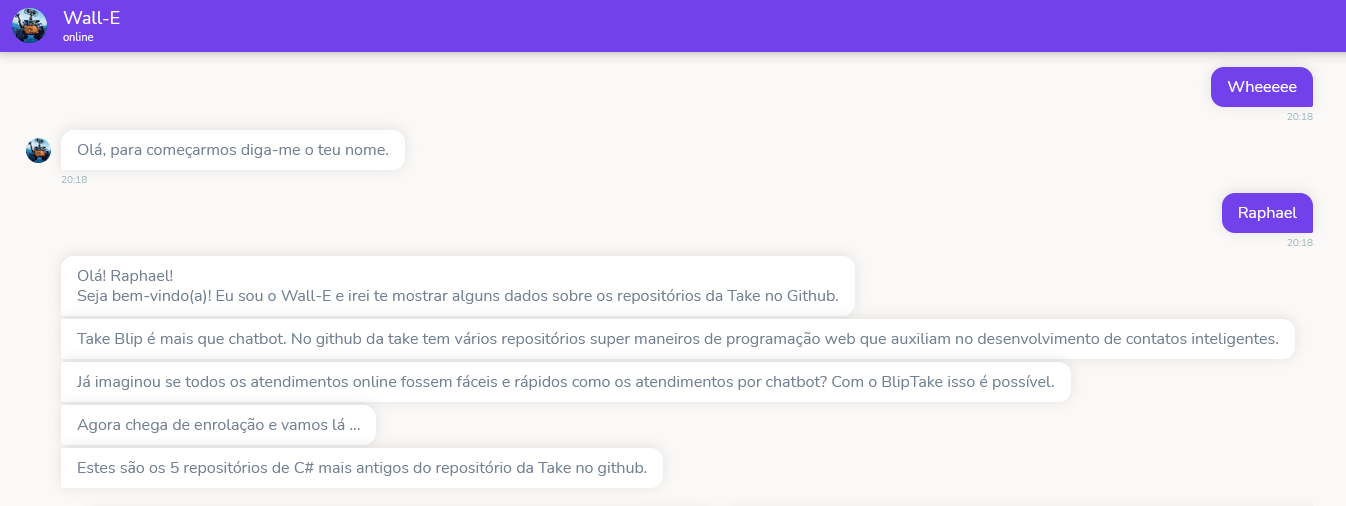 Wall-E
online
Wheeeee
20:18
Olá, para começarmos diga-me o teu nome.
20:18
Raphael
20:18
Olá! Raphael!
Seja bem-vindo(a)! Eu sou o Wall-E e irei te mostrar alguns dados sobre os repositórios da Take no Github.
Take Blip é mais que chatbot. No github da take tem vários repositórios super maneiros de programação web que auxiliam no desenvolvimento de contatos inteligentes.
Já imaginou se todos os atendimentos online fossem fáceis e rápidos como os atendimentos por chatbot? Com o BlipTake isso é possível.
Agora chega de enrolação e vamos lá ...
Estes são os 5 repositórios de C# mais antigos do repositório da Take no github.